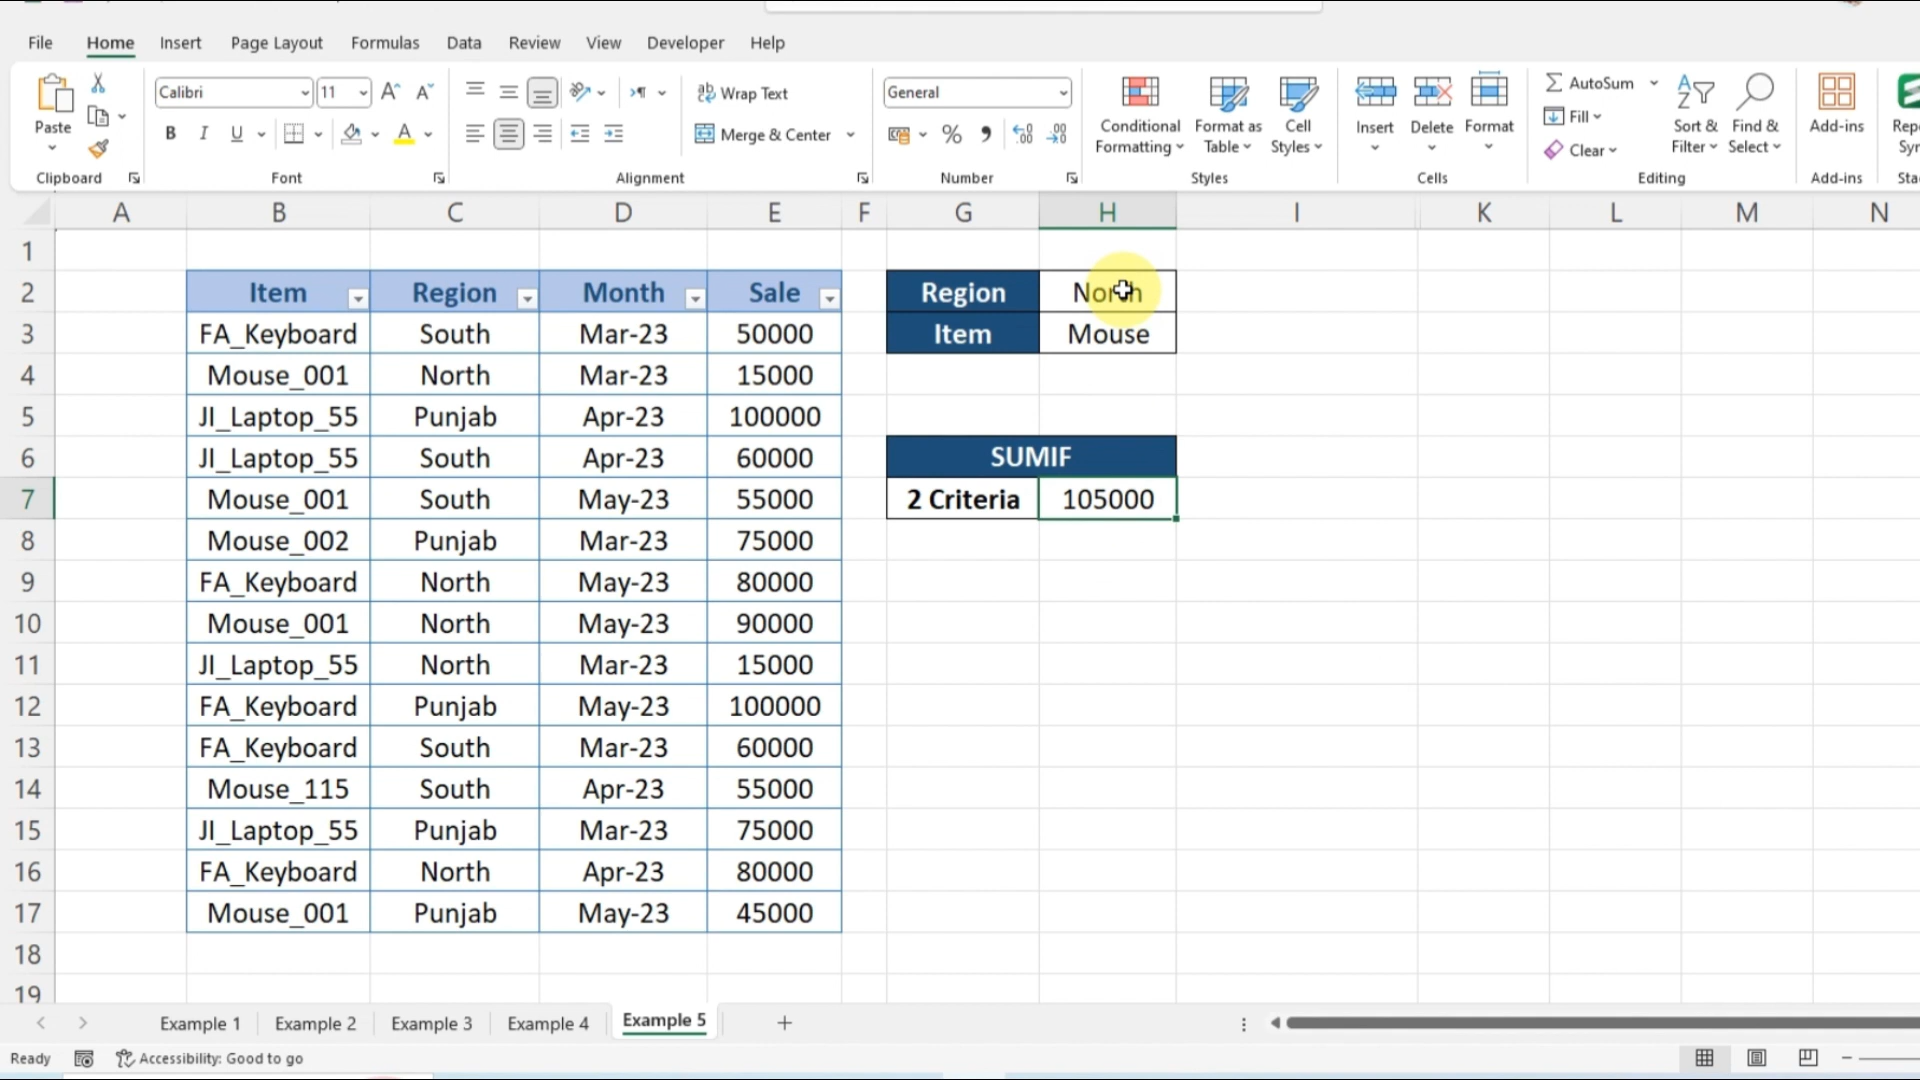 File Home Insert Page Layout Formulas Data Review View Developer Help
Calibri 11 Wrap Text General AutoSum
Paste Merge & Center Conditional Formatting Format as Table Cell Styles Insert Delete Format Fill Clear Sort & Filter Find & Select Add-ins
Clipboard Font Alignment Number Styles Cells Editing Add-ins
A B C D E F G H I K L M N
1
2 Item Region Month Sale Region North
3 FA_Keyboard South Mar-23 50000 Item Mouse
4 Mouse_001 North Mar-23 15000
5 JI_Laptop_55 Punjab Apr-23 100000
6 JI_Laptop_55 South Apr-23 60000 SUMIF
7 Mouse_001 South May-23 55000 2 Criteria 105000
8 Mouse_002 Punjab Mar-23 75000
9 FA_Keyboard North May-23 80000
10 Mouse_001 North May-23 90000
11 JI_Laptop_55 North Mar-23 15000
12 FA_Keyboard Punjab May-23 100000
13 FA_Keyboard South Mar-23 60000
14 Mouse_115 South Apr-23 55000
15 JI_Laptop_55 Punjab Mar-23 75000
16 FA_Keyboard North Apr-23 80000
17 Mouse_001 Punjab May-23 45000
18
19
Example 1 Example 2 Example 3 Example 4 Example 5
Ready Accessibility: Good to go